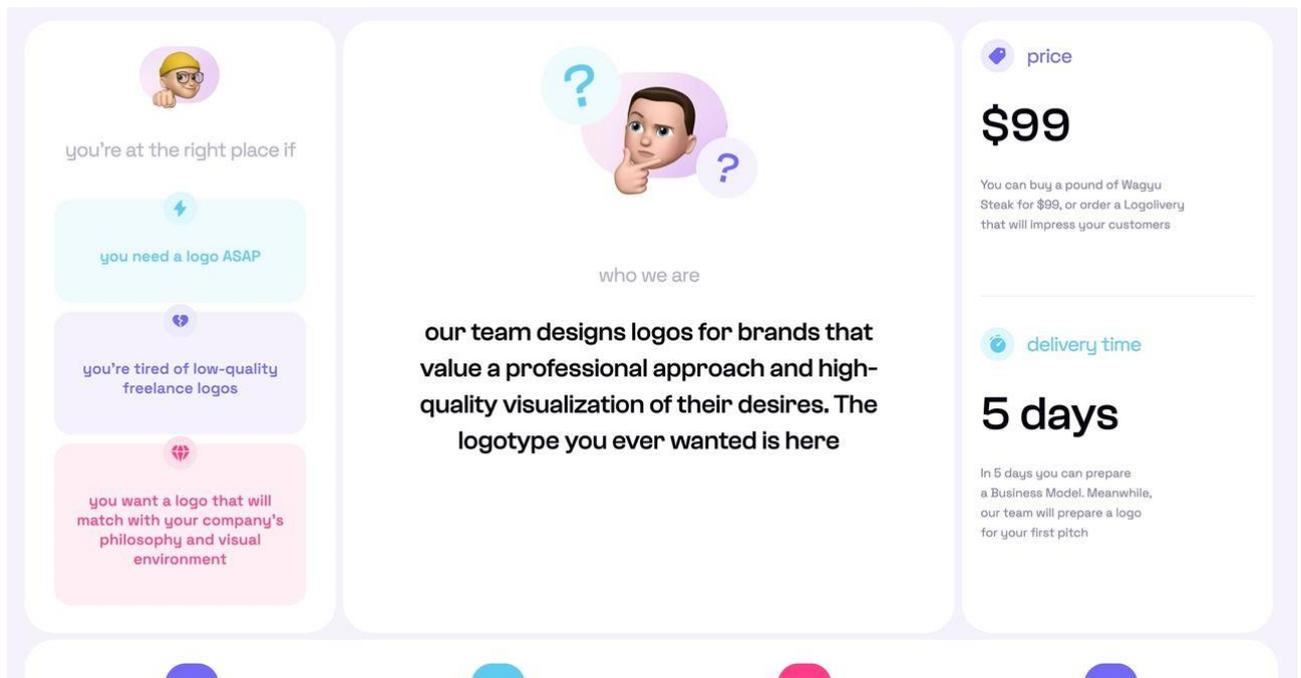 you're at the right place if
you need a logo ASAP
you're tired of low-quality
freelance logos
you want a logo that will
match with your company's
philosophy and visual
environment
?
?
who we are
our team designs logos for brands that
value a professional approach and high-
quality visualization of their desires. The
logotype you ever wanted is here
price
$99
You can buy a pound of Wagyu
Steak for $99, or order a Logolivery
that will impress your customers
delivery time
5 days
In 5 days you can prepare
a Business Model. Meanwhile,
our team will prepare a logo
for your first pitch